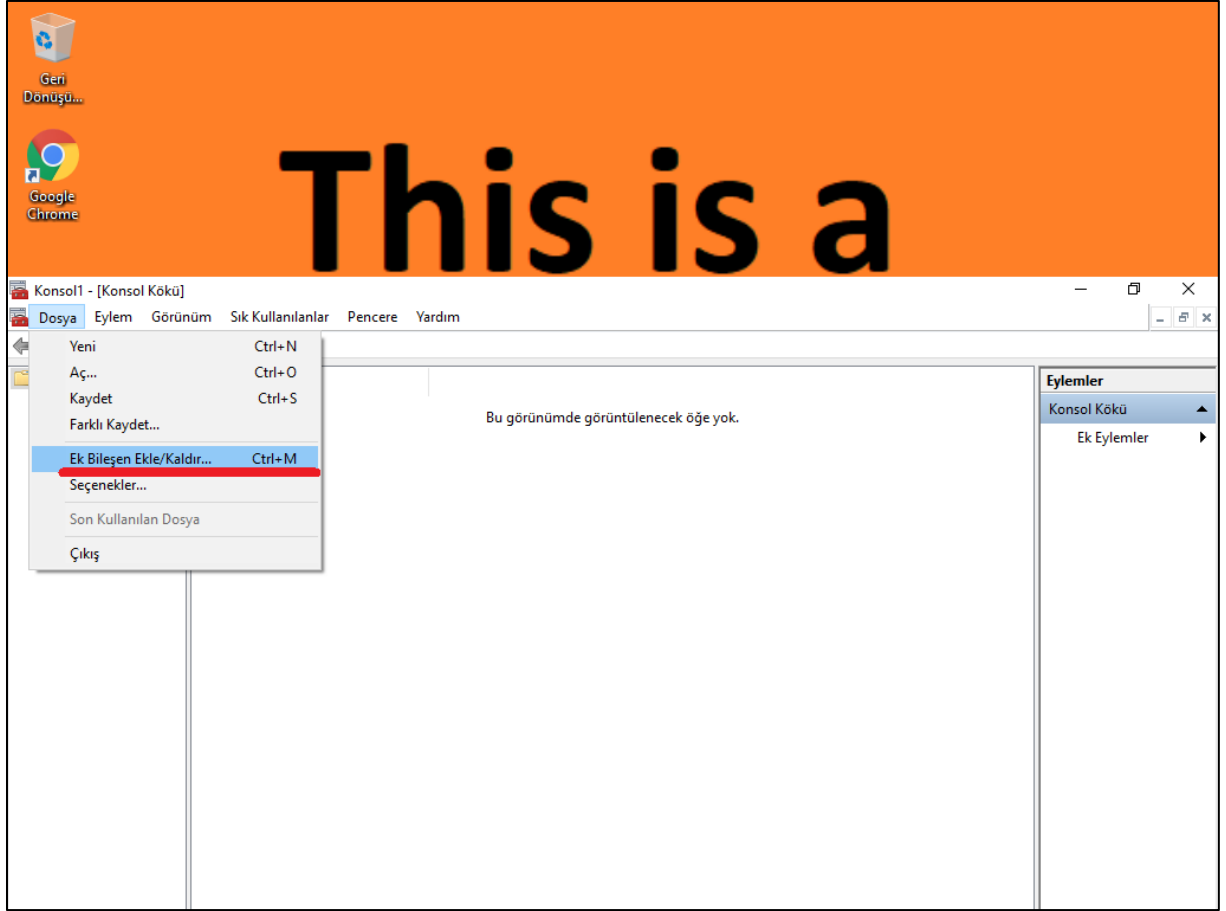 Geri
Dönüşü...
Google
Chrome
This is a
Konsol1 - [Konsol Kökü]
Dosya Eylem Görünüm Sık Kullanılanlar Pencere Yardım
Yeni Ctrl+N
Aç... Ctrl+O
Kaydet Ctrl+S
Farklı Kaydet...
Ek Bileşen Ekle/Kaldır... Ctrl+M
Seçenekler...
Son Kullanılan Dosya
Çıkış
Bu görünümde görüntülenecek öğe yok.
Eylemler
Konsol Kökü
Ek Eylemler